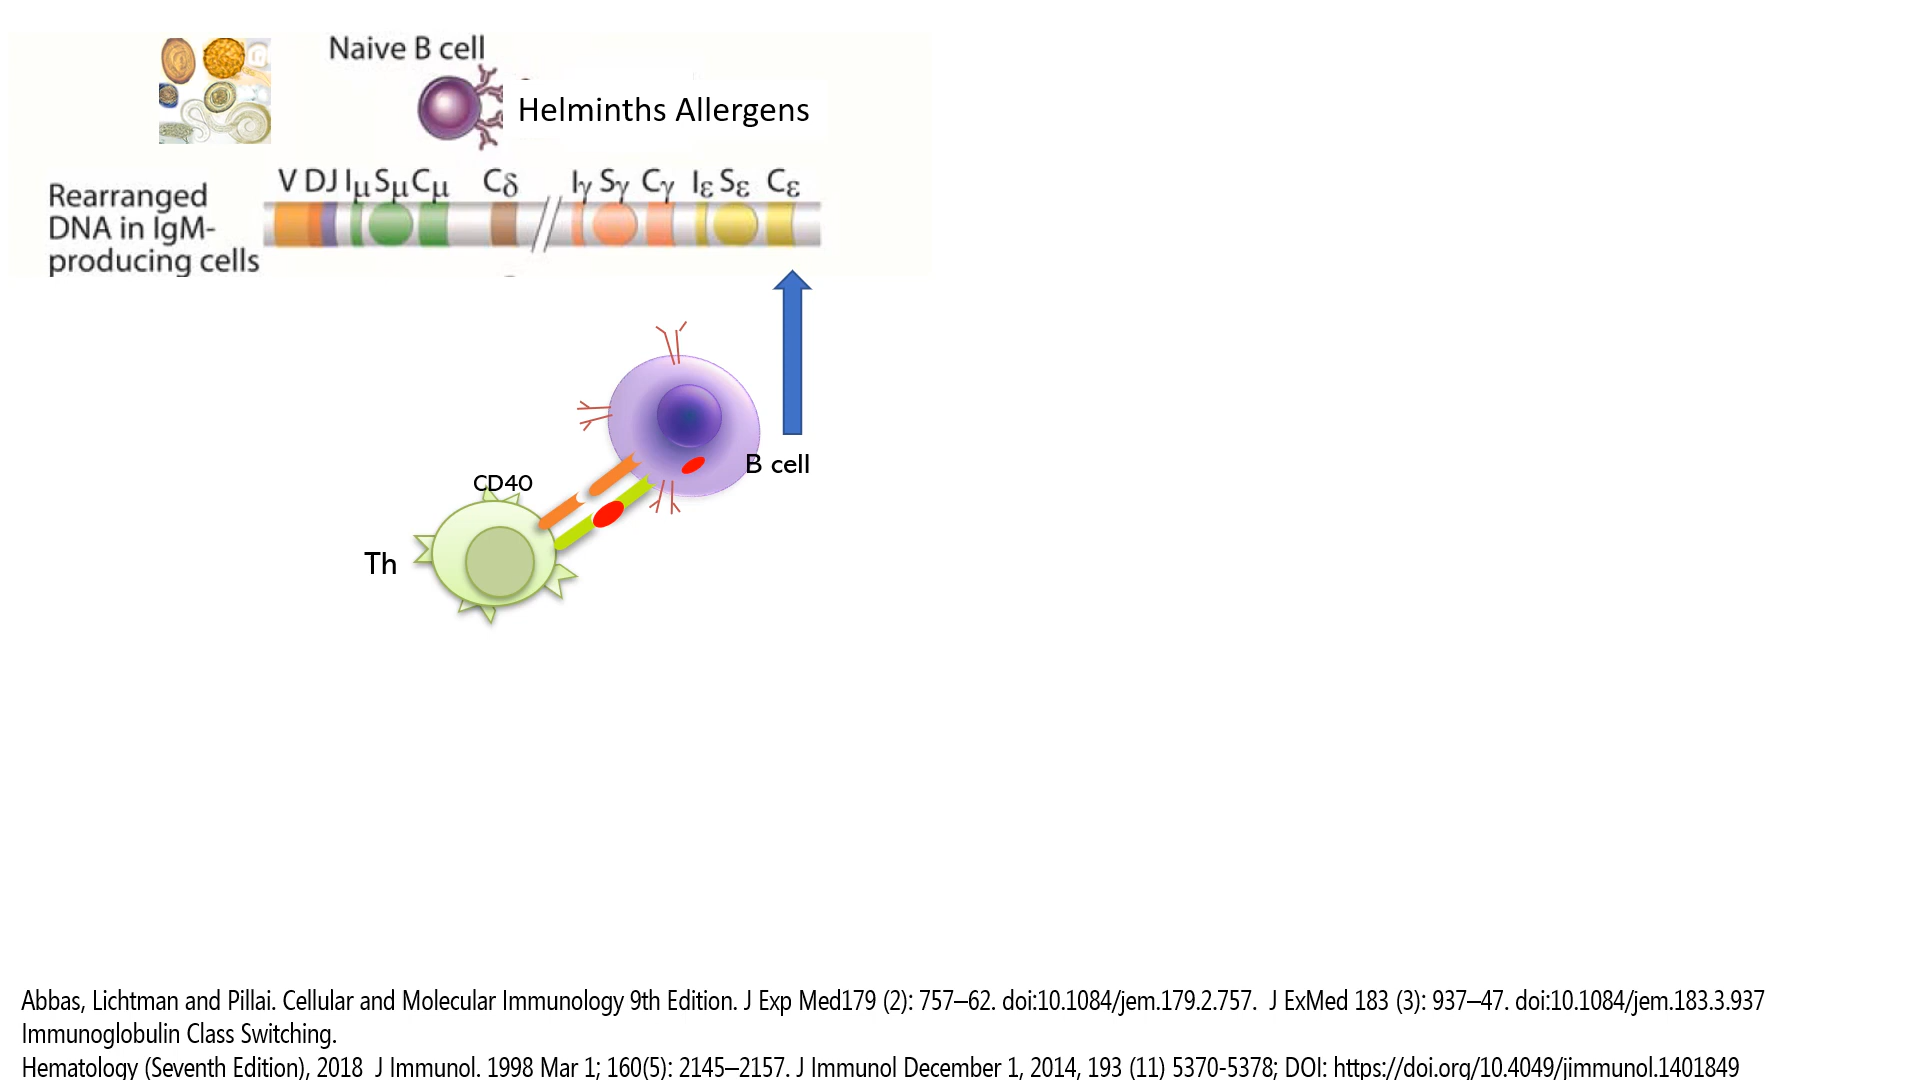 Naive B cell
Helminths Allergens
V DJ Iμ Sμ Cμ Cδ Iγ Sγ Cγ Iε Sε Cε
Rearranged
DNA in IgM-
producing cells
B cell
CD40
Th
Abbas, Lichtman and Pillai. Cellular and Molecular Immunology 9th Edition. J Exp Med179 (2): 757–62. doi:10.1084/jem.179.2.757.  J ExMed 183 (3): 937–47. doi:10.1084/jem.183.3.937
Immunoglobulin Class Switching.
Hematology (Seventh Edition), 2018  J Immunol. 1998 Mar 1; 160(5): 2145–2157. J Immunol December 1, 2014, 193 (11) 5370-5378; DOI: https://doi.org/10.4049/jimmunol.1401849